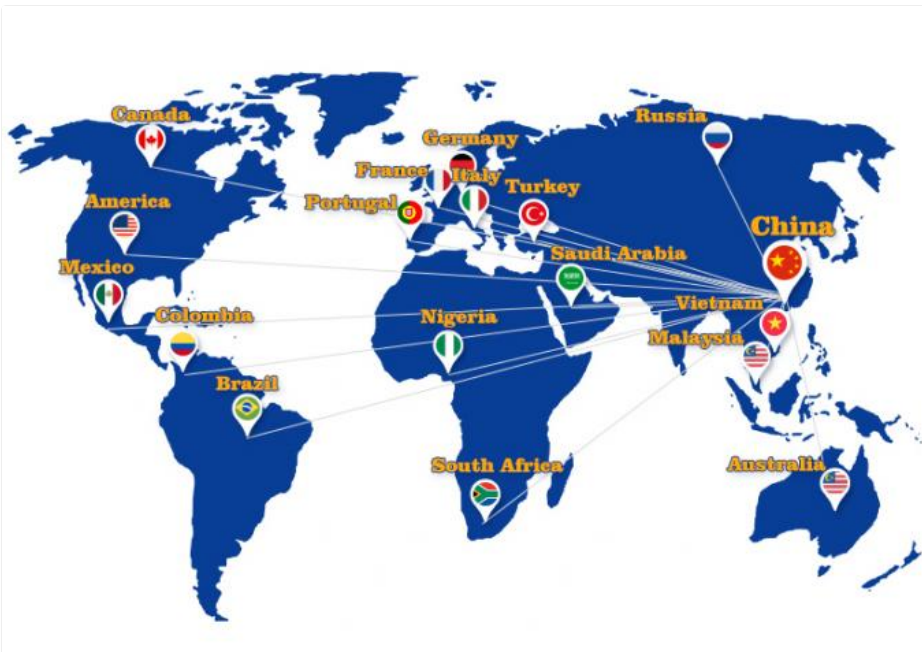 Canada
Germany
Russia
France
Italy
Turkey
America
Portugal
China
Saudi Arabia
Mexico
Vietnam
Colombia
Nigeria
Malaysia
Brazil
South Africa
Australia